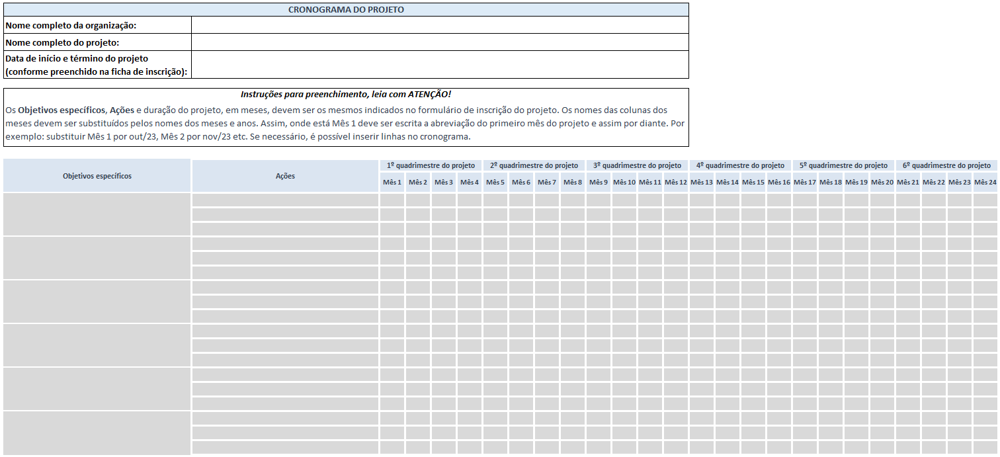 CRONOGRAMA DO PROJETO
Nome completo da organização:
Nome completo do projeto:
Data de início e término do projeto
(conforme preenchido na ficha de inscrição):
Instruções para preenchimento, leia com ATENÇÃO!
Os Objetivos específicos, Ações e duração do projeto, em meses, devem ser os mesmos indicados no formulário de inscrição do projeto. Os nomes das colunas dos
meses devem ser substituídos pelos nomes dos meses e anos. Assim, onde está Mês 1 deve ser escrita a abreviação do primeiro mês do projeto e assim por diante. Por
exemplo: substituir Mês 1 por out/23, Mês 2 por nov/23 etc. Se necessário, é possível inserir linhas no cronograma.
Objetivos específicos Ações 1º quadrimestre do projeto 2º quadrimestre do projeto 3º quadrimestre do projeto 4º quadrimestre do projeto 5º quadrimestre do projeto 6º quadrimestre do projeto
Mês 1 Mês 2 Mês 3 Mês 4 Mês 5 Mês 6 Mês 7 Mês 8 Mês 9 Mês 10 Mês 11 Mês 12 Mês 13 Mês 14 Mês 15 Mês 16 Mês 17 Mês 18 Mês 19 Mês 20 Mês 21 Mês 22 Mês 23 Mês 24